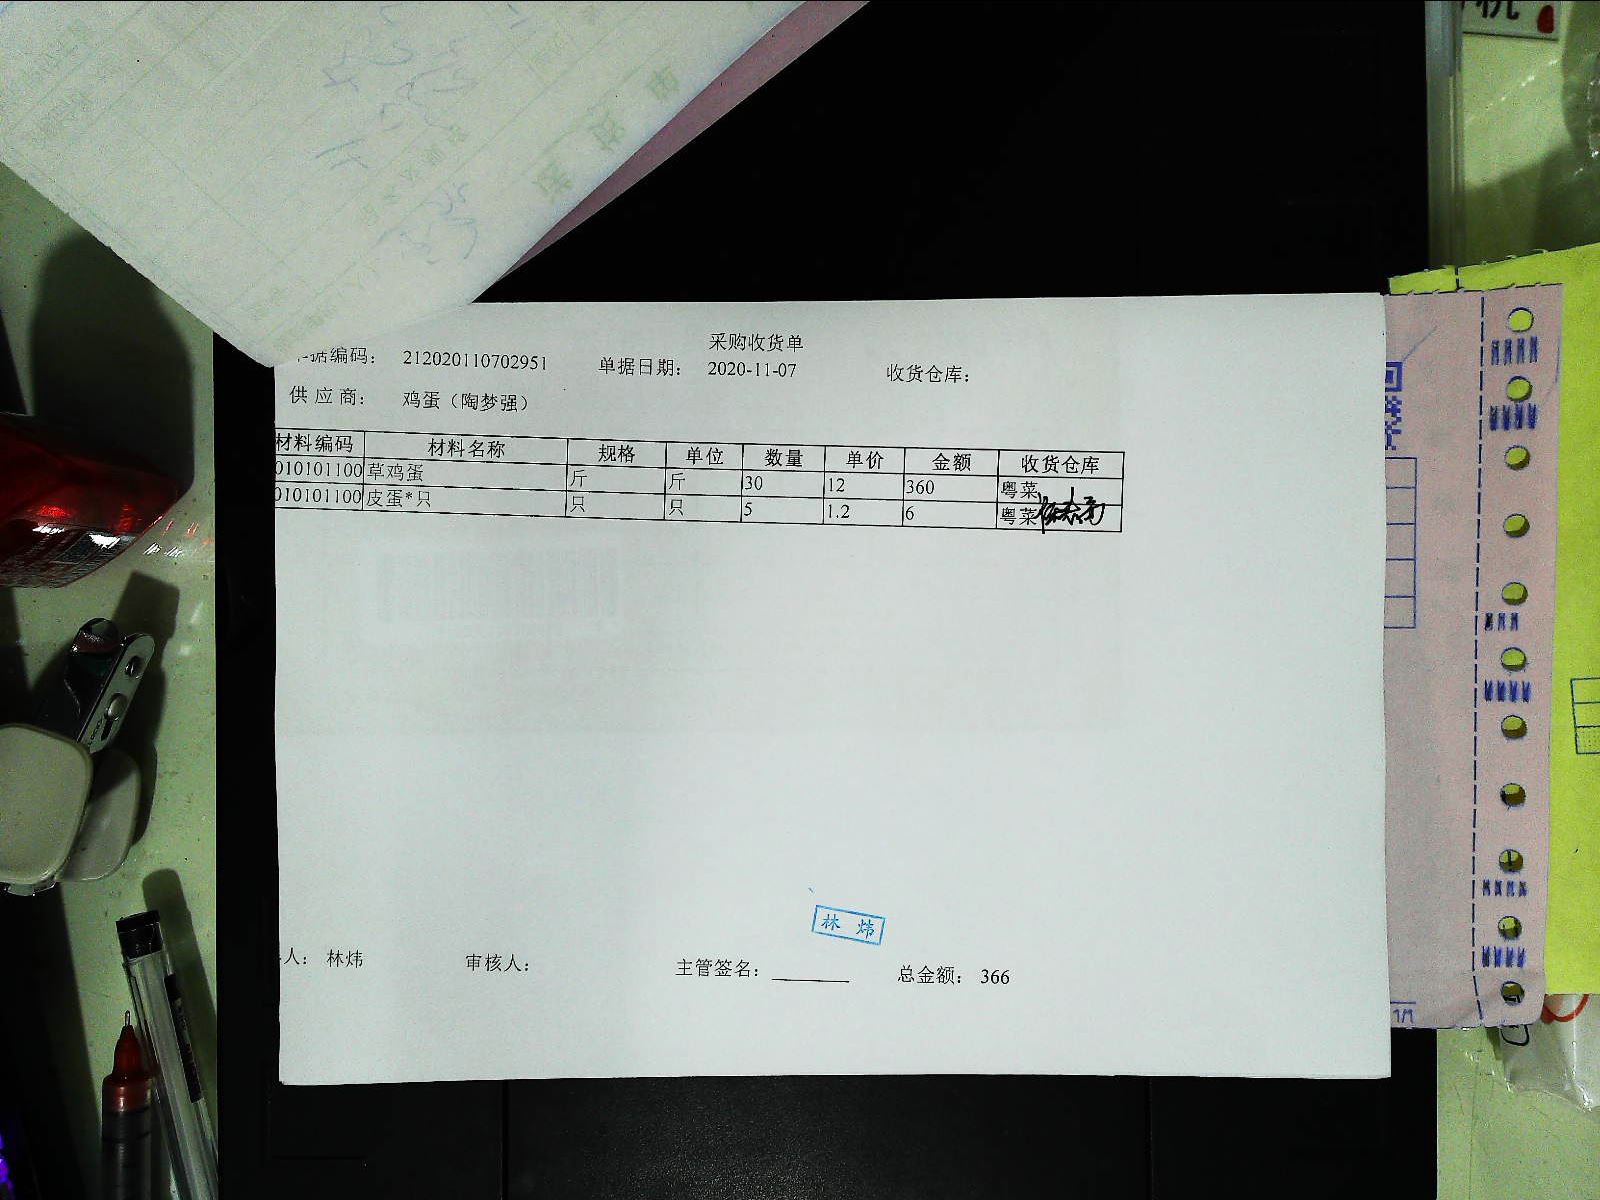 采购收货单
据编码： 212020110702951 单据日期： 2020-11-07 收货仓库：
供 应 商： 鸡蛋（陶梦强）
材料编码 材料名称 规格 单位 数量 单价 金额 收货仓库
010101100 草鸡蛋 斤 斤 30 12 360 粤菜
010101100 皮蛋*只 只 只 5 1.2 6 粤菜
林 炜
人： 林炜 审核人： 主管签名： 总金额： 366
1/1